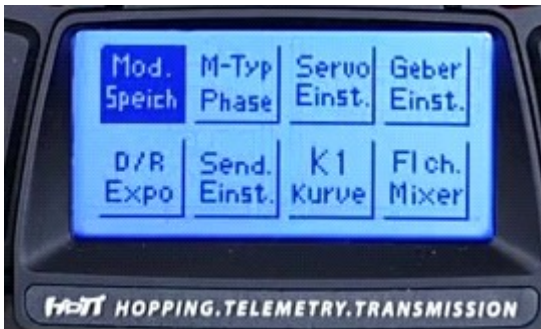 Mod. M-Typ Servo Geber
Speich Phase Einst. Einst.
D/R Send. K1 Flch.
Expo Einst. Kurve Mixer
HoTT HOPPING.TELEMETRY.TRANSMISSION